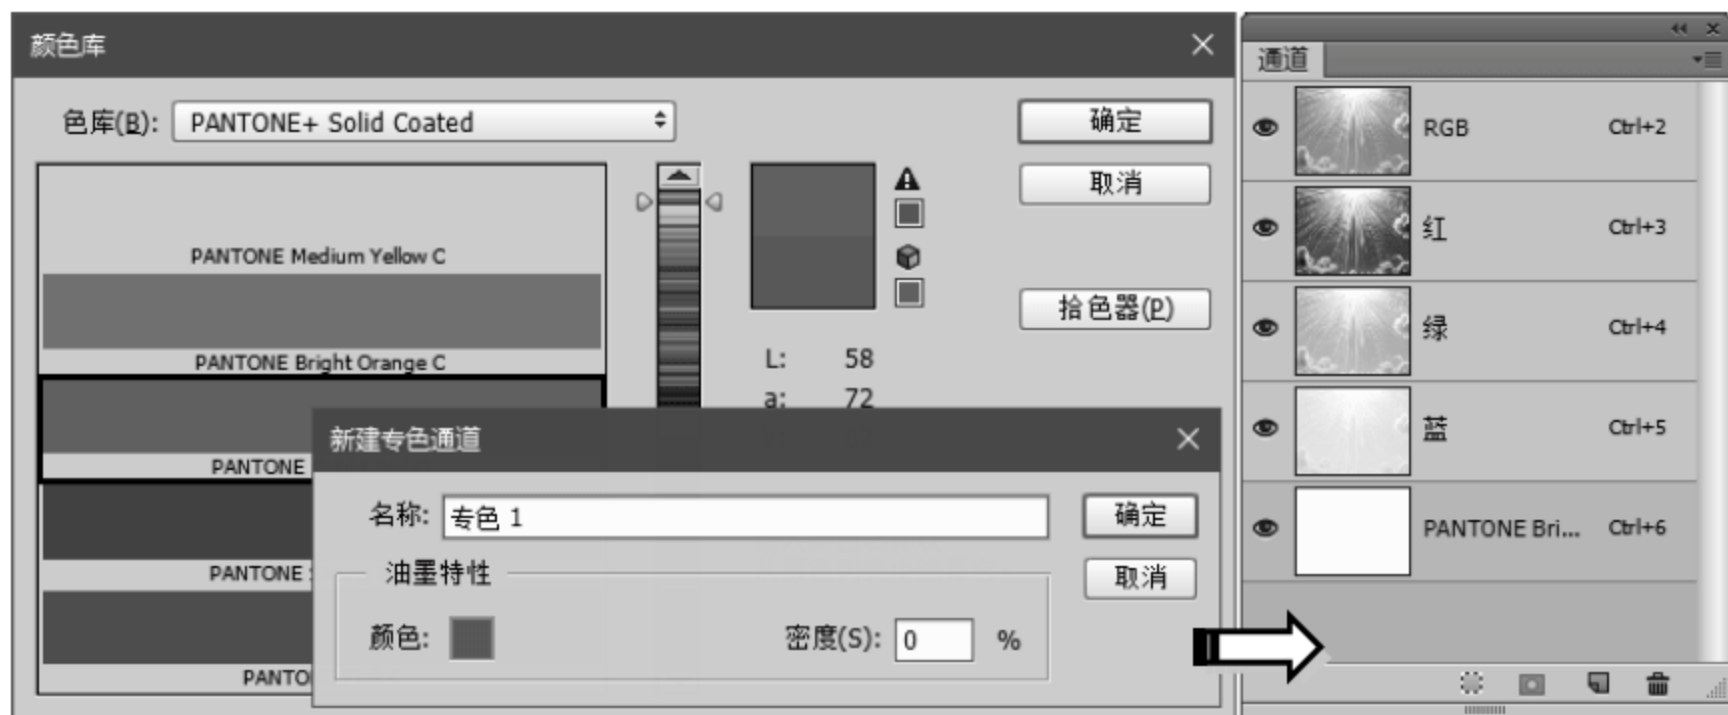 颜色库
色库(B): PANTONE+ Solid Coated
确定
取消
PANTONE Medium Yellow C
拾色器(P)
PANTONE Bright Orange C
L: 58
a: 72
PANTONE
PANTONE
PANTO
新建专色通道
名称: 专色 1
确定
油墨特性
取消
颜色: 密度(S): 0 %
通道
RGB Ctrl+2
红 Ctrl+3
绿 Ctrl+4
蓝 Ctrl+5
PANTONE Bri... Ctrl+6